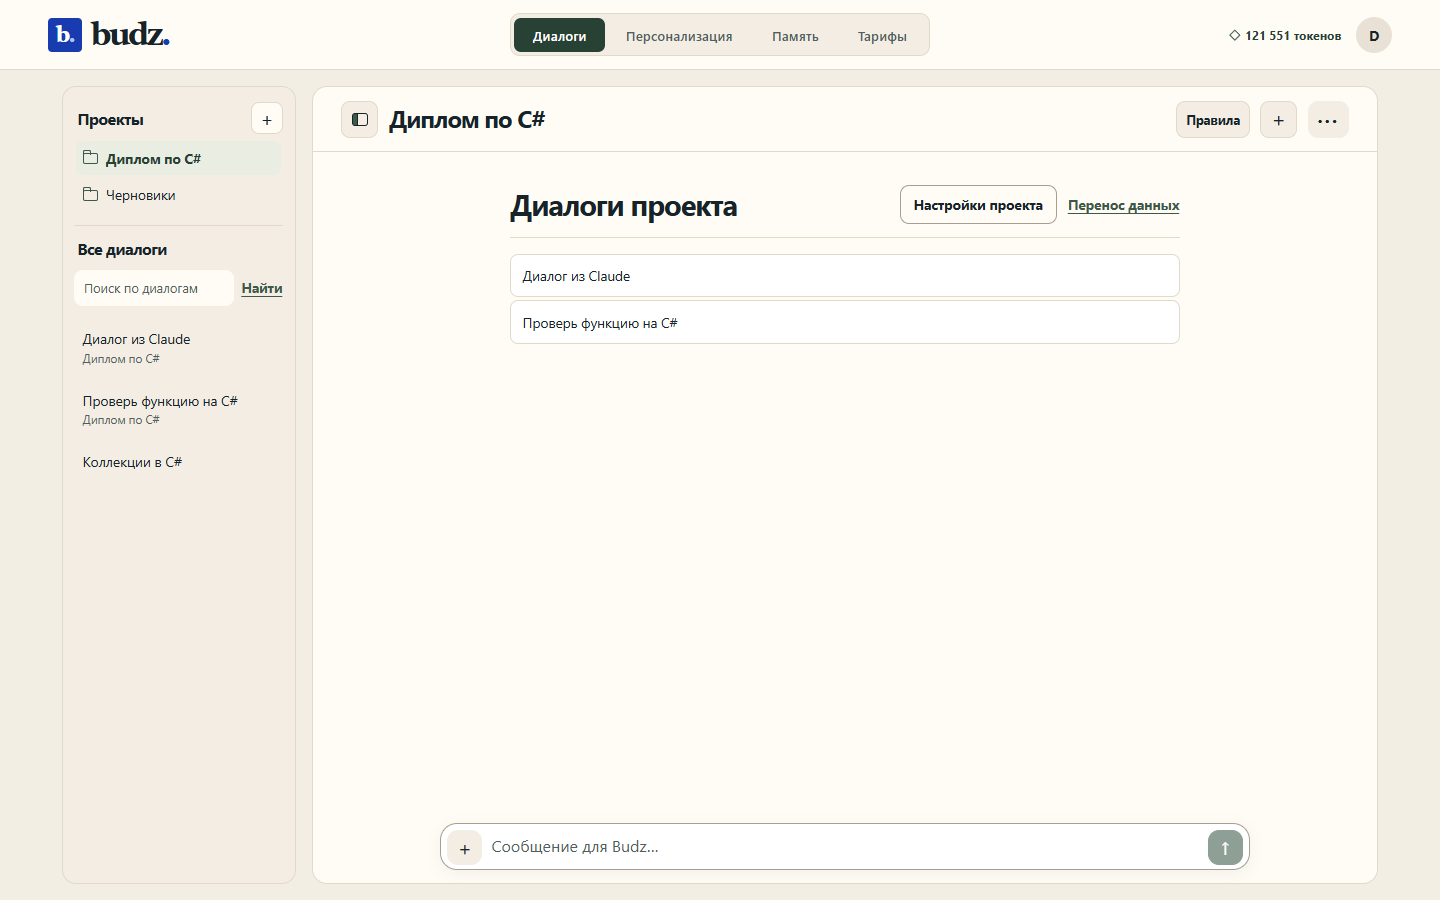 b. budz.
Диалоги Персонализация Память Тарифы
121 551 токенов D
Проекты +
Диплом по C#
Черновики
Все диалоги
Поиск по диалогам Найти
Диалог из Claude
Диплом по C#
Проверь функцию на C#
Диплом по C#
Коллекции в C#
Диплом по C# Правила + ...
Диалоги проекта Настройки проекта Перенос данных
Диалог из Claude
Проверь функцию на C#
+ Сообщение для Budz... ↑